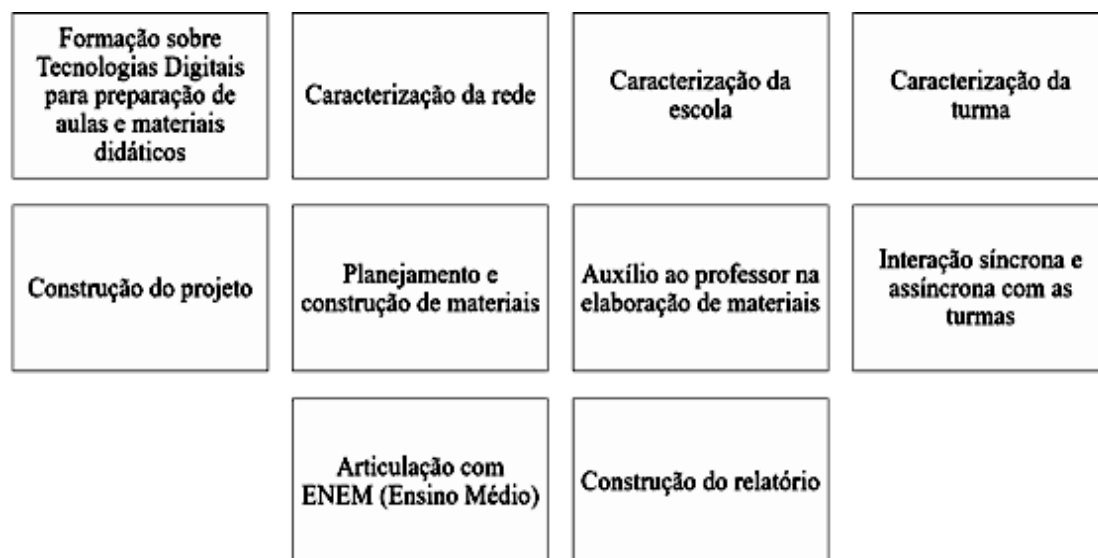 Formação sobre
Tecnologias Digitais
para preparação de
aulas e materiais
didáticos
Caracterização da rede
Caracterização da
escola
Caracterização da
turma
Construção do projeto
Planejamento e
construção de materiais
Auxílio ao professor na
elaboração de materiais
Interação síncrona e
assíncrona com as
turmas
Articulação com
ENEM (Ensino Médio)
Construção do relatório